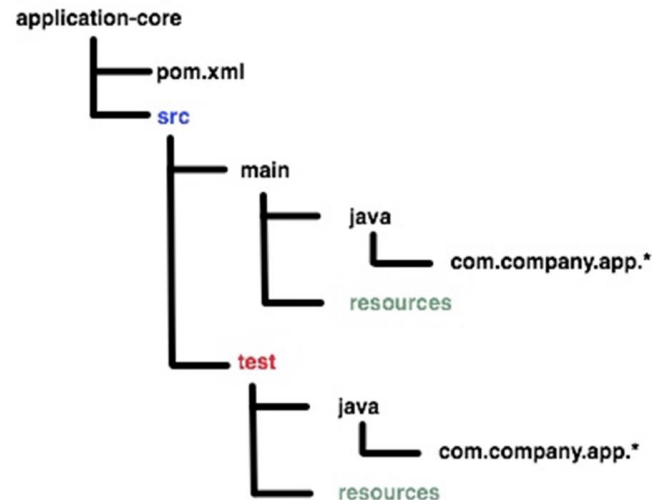 application-core
pom.xml
src
main
java
com.company.app.*
resources
test
java
com.company.app.*
resources